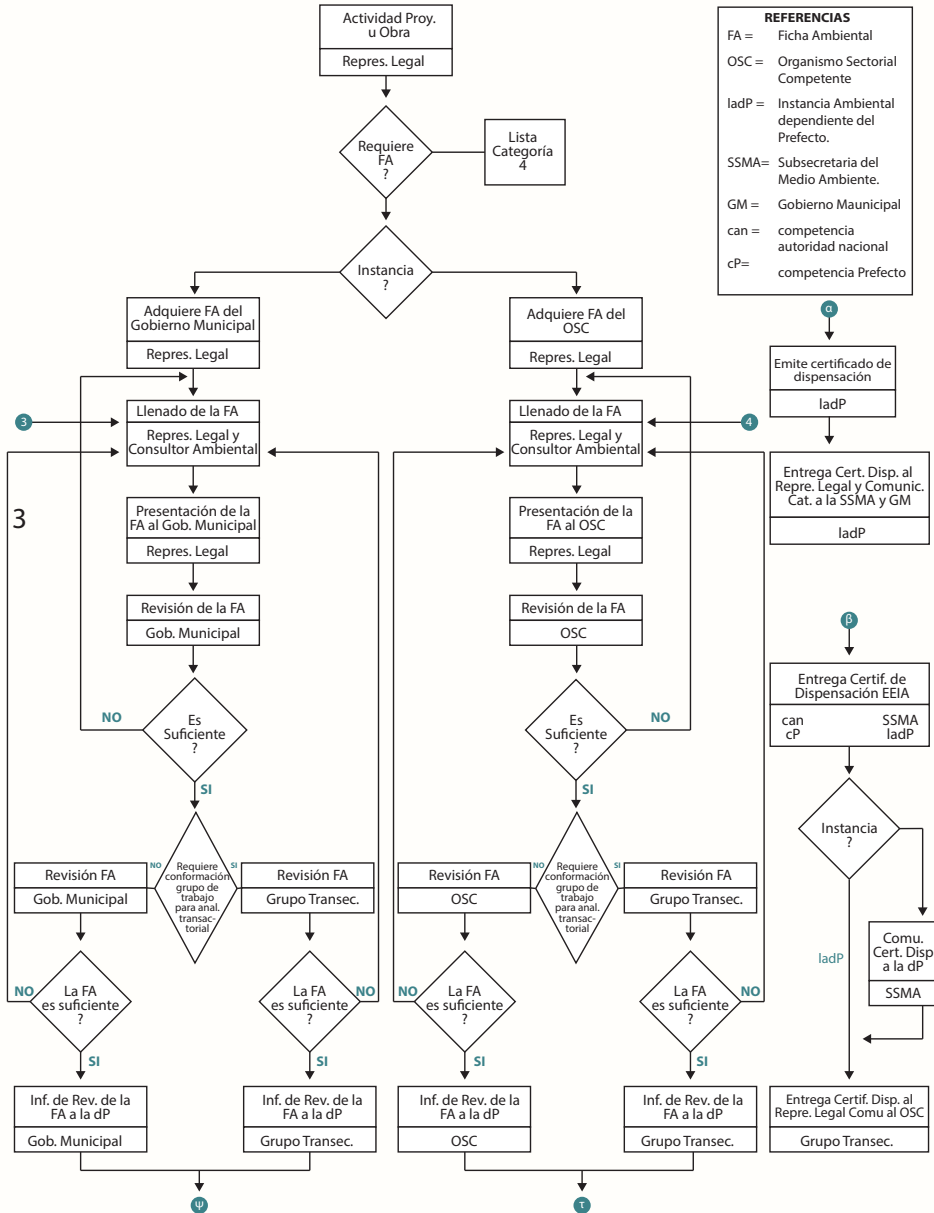 Actividad Proy.
u Obra
Repres. Legal
Requiere
FA
?
Lista
Categoría
4
Instancia
?
Adquiere FA del
Gobierno Municipal
Repres. Legal
3
Llenado de la FA
Repres. Legal y
Consultor Ambiental
3
Presentación de la
FA al Gob. Municipal
Repres. Legal
Revisión de la FA
Gob. Municipal
NO
Es
Suficiente
?
SI
Revisión FA
Gob. Municipal
NO
Requiere
conformación
grupo de
trabajo
para anal.
transac-
torial
SI
Revisión FA
Grupo Transec.
NO
La FA
es suficiente
?
SI
La FA
es suficiente
?
NO
SI
Inf. de Rev. de la
FA a la dP
Gob. Municipal
Inf. de Rev. de la
FA a la dP
Grupo Transec.
ψ
Adquiere FA del
OSC
Repres. Legal
Llenado de la FA
4
Repres. Legal y
Consultor Ambiental
Presentación de la
FA al OSC
Repres. Legal
Revisión de la FA
OSC
Es
Suficiente
?
NO
SI
Revisión FA
OSC
NO
Requiere
conformación
grupo de
trabajo
para anal.
transac-
torial
SI
Revisión FA
Grupo Transec.
NO
La FA
es suficiente
?
SI
La FA
es suficiente
?
NO
SI
Inf. de Rev. de la
FA a la dP
OSC
Inf. de Rev. de la
FA a la dP
Grupo Transec.
τ
REFERENCIAS
FA = Ficha Ambiental
OSC = Organismo Sectorial
Competente
IadP = Instancia Ambiental
dependiente del
Prefecto.
SSMA= Subsecretaria del
Medio Ambiente.
GM = Gobierno Maunicipal
can = competencia
autoridad nacional
cP= competencia Prefecto
α
Emite certificado de
dispensación
IadP
Entrega Cert. Disp. al
Repre. Legal y Comunic.
Cat. a la SSMA y GM
IadP
β
Entrega Certif. de
Dispensación EEIA
can SSMA
cP IadP
Instancia
?
IadP
Comu.
Cert. Disp.
a la dP
SSMA
Entrega Certif. Disp. al
Repre. Legal Comu al OSC
Grupo Transec.